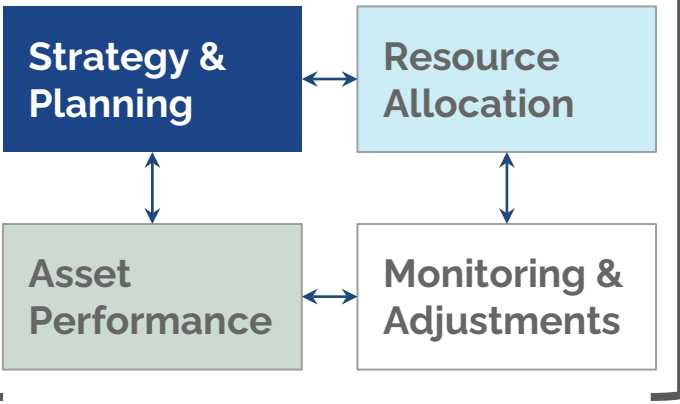 Strategy &
Planning
Resource
Allocation
Asset
Performance
Monitoring &
Adjustments